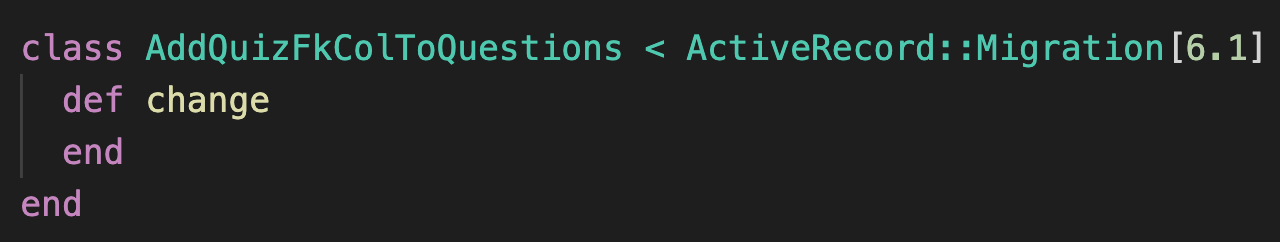 class AddQuizFkColToQuestions < ActiveRecord::Migration[6.1]
  def change
  end
end